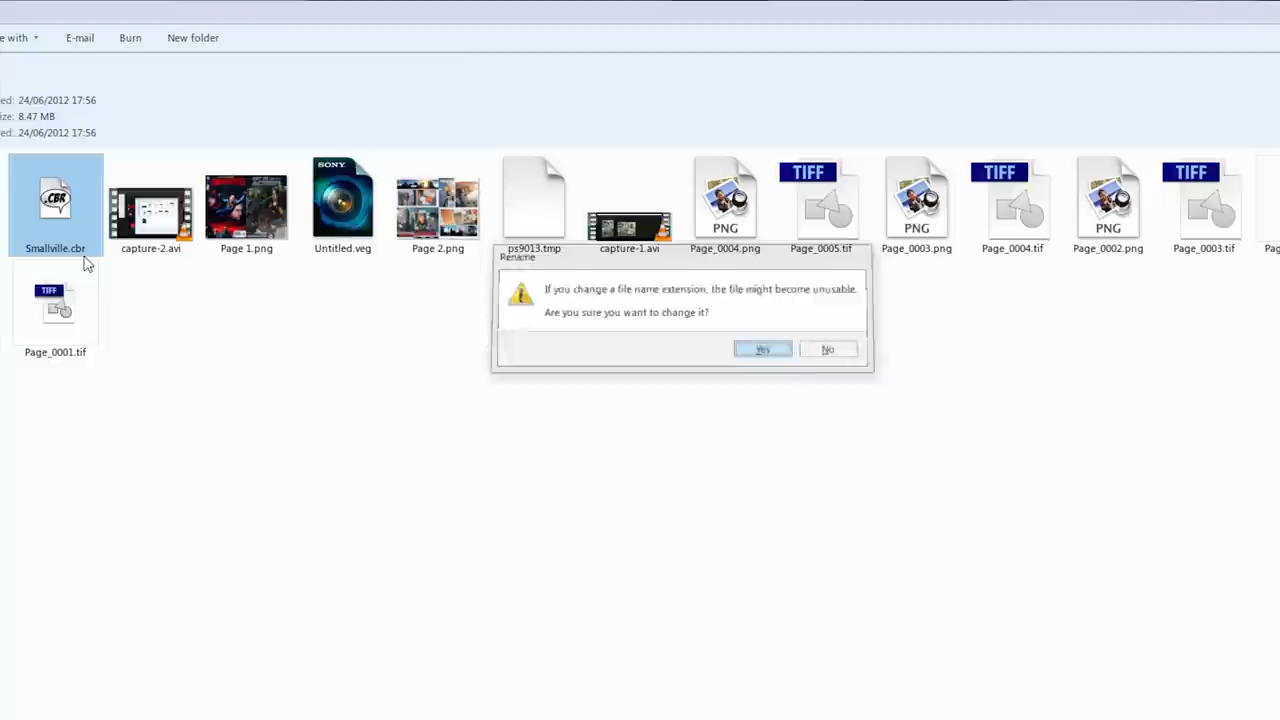 e with
E-mail
Burn
New folder
ed: 24/06/2012 17:56
ize: 8.47 MB
red: 24/06/2012 17:56
.CBR
SONY
TIFF
PNG
TIFF
PNG
TIFF
PNG
TIFF
Smallville.cbr
capture-2.avi
Page 1.png
Untitled.veg
Page 2.png
ps9013.tmp
capture-1.avi
Page_0004.png
Page_0005.tif
Page_0003.png
Page_0004.tif
Page_0002.png
Page_0003.tif
Pag
Rename
If you change a file name extension, the file might become unusable.
Are you sure you want to change it?
Yes
No
TIFF
Page_0001.tif